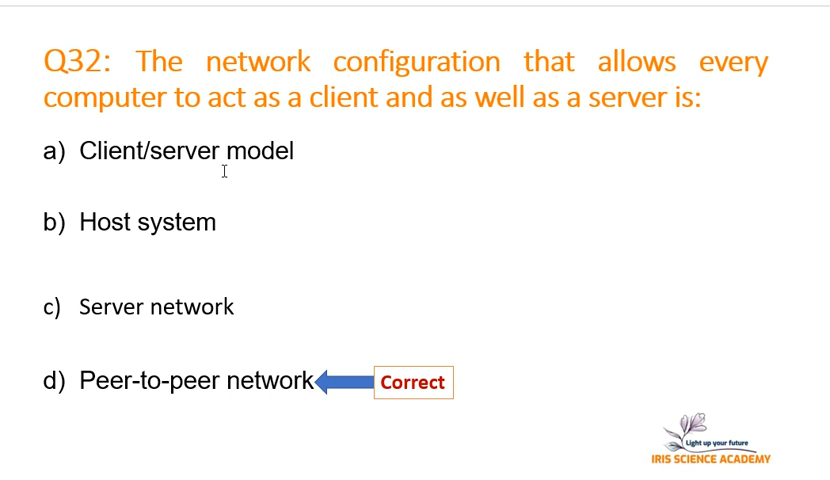 Q32: The network configuration that allows every
computer to act as a client and as well as a server is:
a) Client/server model
b) Host system
c) Server network
d) Peer-to-peer network Correct
Light up your future
IRIS SCIENCE ACADEMY